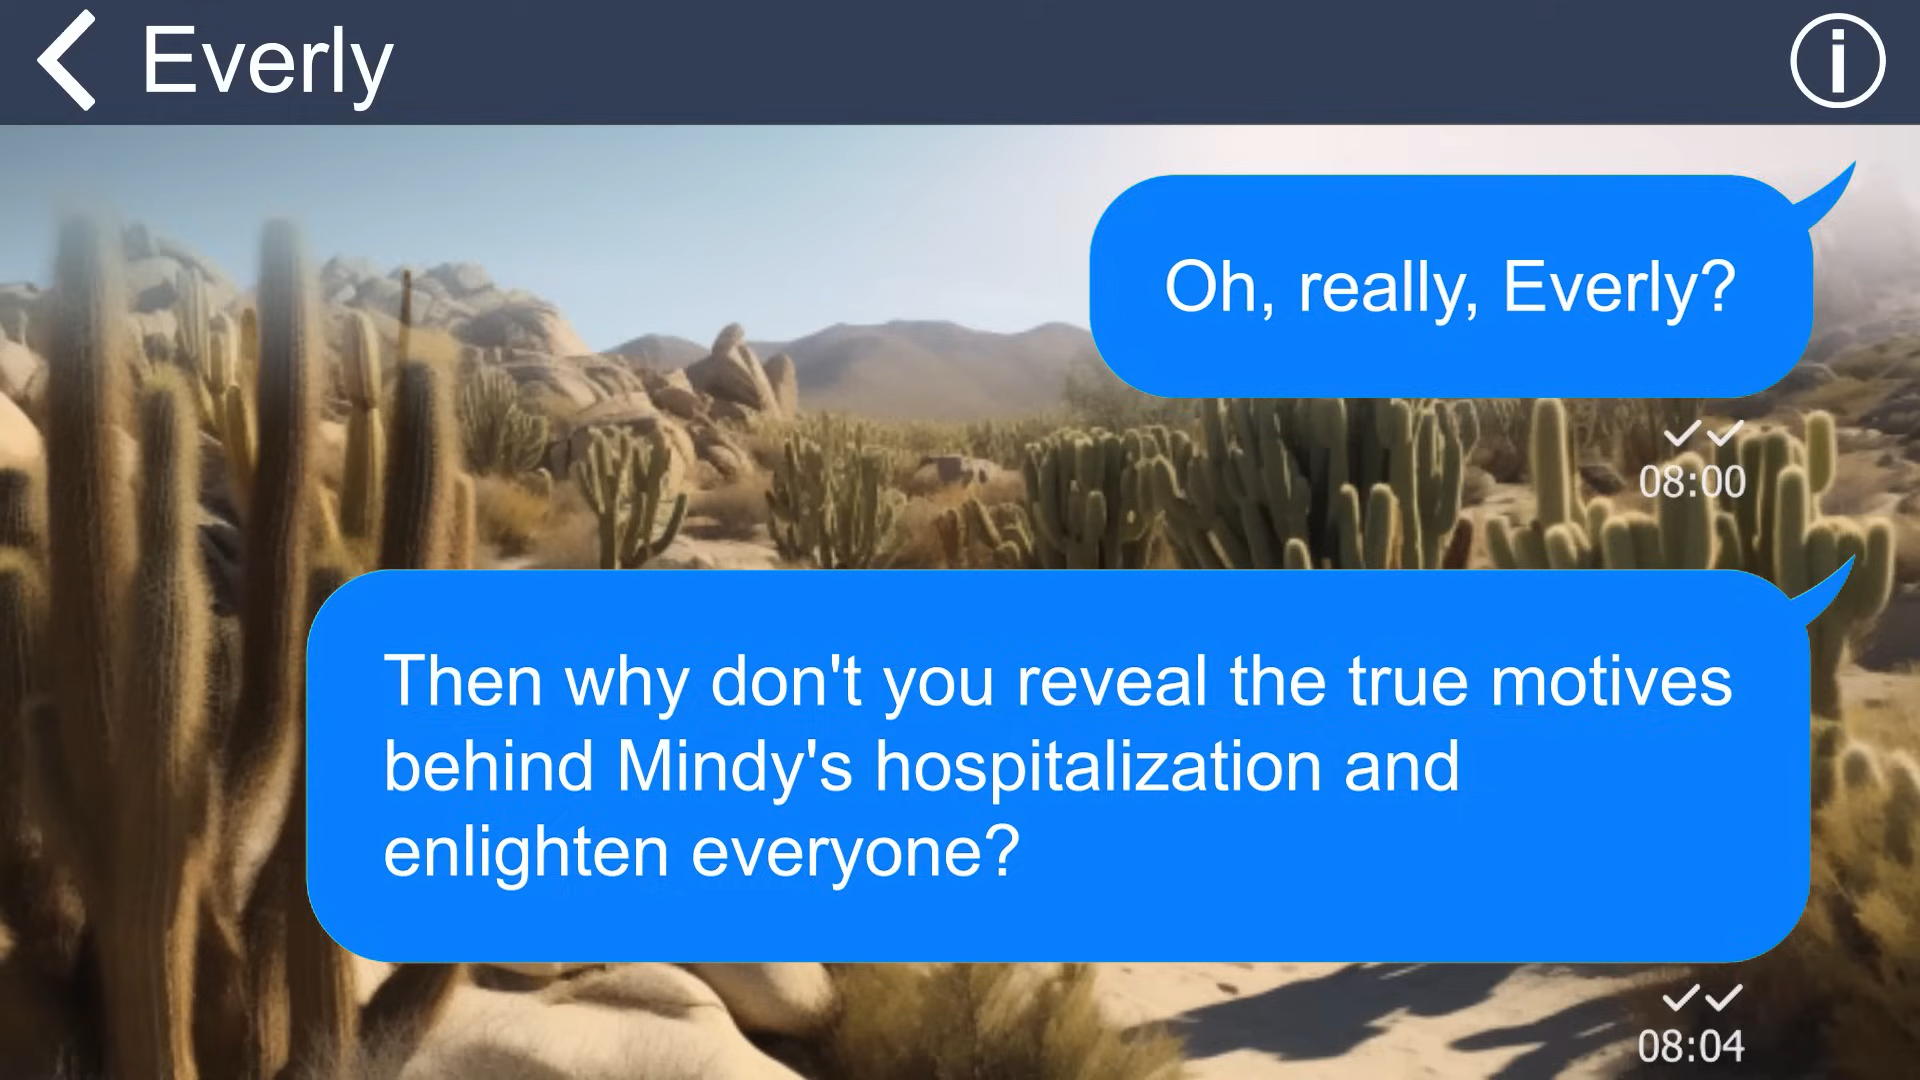 Everly
Oh, really, Everly?
08:00
Then why don't you reveal the true motives
behind Mindy's hospitalization and
enlighten everyone?
08:04